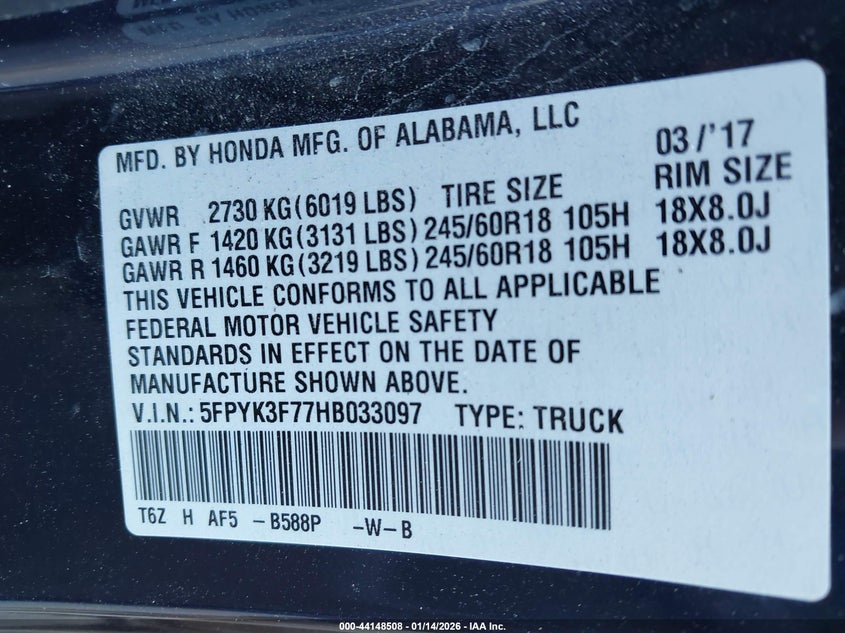 MFD. BY HONDA MFG. OF ALABAMA, LLC 03/'17
GVWR 2730 KG(6019 LBS) TIRE SIZE RIM SIZE
GAWR F 1420 KG(3131 LBS) 245/60R18 105H 18X8.0J
GAWR R 1460 KG(3219 LBS) 245/60R18 105H 18X8.0J
THIS VEHICLE CONFORMS TO ALL APPLICABLE
FEDERAL MOTOR VEHICLE SAFETY
STANDARDS IN EFFECT ON THE DATE OF
MANUFACTURE SHOWN ABOVE.
V.I.N.: 5FPYK3F77HB033097 TYPE: TRUCK
T6Z H AF5 -B588P -W-B
000-44148508 - 01/14/2026 - IAA Inc.